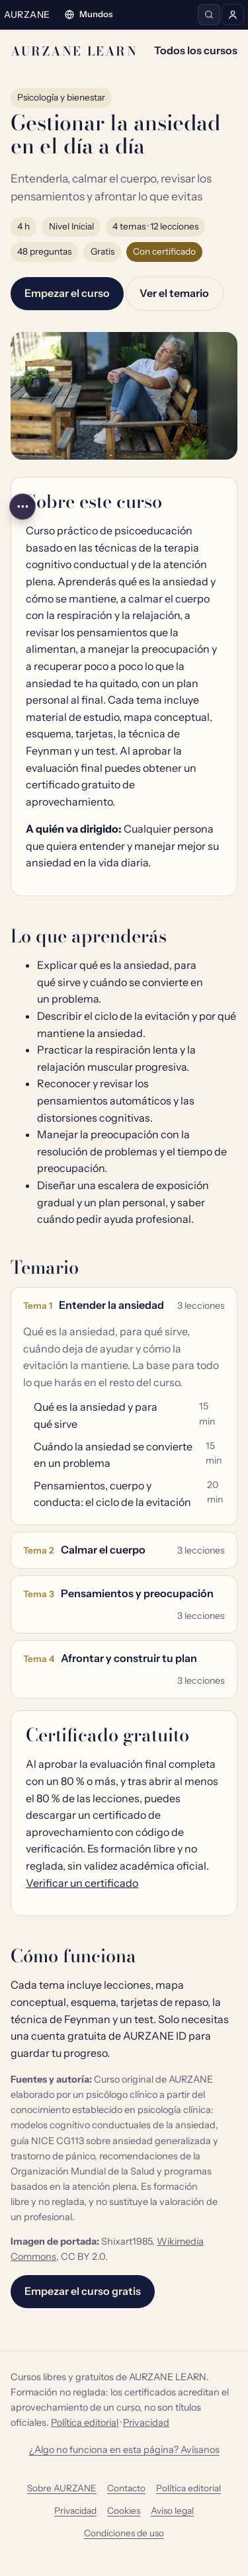 AURZANE Mundos
AURZANE LEARN Todos los cursos
Psicología y bienestar
Gestionar la ansiedad
en el día a día
Entenderla, calmar el cuerpo, revisar los
pensamientos y afrontar lo que evitas
4 h Nivel Inicial 4 temas · 12 lecciones
48 preguntas Gratis Con certificado
Empezar el curso Ver el temario
Sobre este curso
Curso práctico de psicoeducación
basado en las técnicas de la terapia
cognitivo conductual y de la atención
plena. Aprenderás qué es la ansiedad y
cómo se mantiene, a calmar el cuerpo
con la respiración y la relajación, a
revisar los pensamientos que la
alimentan, a manejar la preocupación y
a recuperar poco a poco lo que la
ansiedad te ha quitado, con un plan
personal al final. Cada tema incluye
material de estudio, mapa conceptual,
esquema, tarjetas, la técnica de
Feynman y un test. Al aprobar la
evaluación final puedes obtener un
certificado gratuito de
aprovechamiento.
A quién va dirigido: Cualquier persona
que quiera entender y manejar mejor su
ansiedad en la vida diaria.
Lo que aprenderás
• Explicar qué es la ansiedad, para
qué sirve y cuándo se convierte en
un problema.
• Describir el ciclo de la evitación y por qué
mantiene la ansiedad.
• Practicar la respiración lenta y la
relajación muscular progresiva.
• Reconocer y revisar los
pensamientos automáticos y las
distorsiones cognitivas.
• Manejar la preocupación con la
resolución de problemas y el tiempo de
preocupación.
• Diseñar una escalera de exposición
gradual y un plan personal, y saber
cuándo pedir ayuda profesional.
Temario
Tema 1 Entender la ansiedad 3 lecciones
Qué es la ansiedad, para qué sirve,
cuándo deja de ayudar y cómo la
evitación la mantiene. La base para todo
lo que harás en el resto del curso.
Qué es la ansiedad y para
qué sirve
15
min
Cuándo la ansiedad se convierte
en un problema
15
min
Pensamientos, cuerpo y
conducta: el ciclo de la evitación
20
min
Tema 2 Calmar el cuerpo 3 lecciones
Tema 3 Pensamientos y preocupación
3 lecciones
Tema 4 Afrontar y construir tu plan
3 lecciones
Certificado gratuito
Al aprobar la evaluación final completa
con un 80 % o más, y tras abrir al menos
el 80 % de las lecciones, puedes
descargar un certificado de
aprovechamiento con código de
verificación. Es formación libre y no
reglada, sin validez académica oficial.
Verificar un certificado
Cómo funciona
Cada tema incluye lecciones, mapa
conceptual, esquema, tarjetas de repaso, la
técnica de Feynman y un test. Solo necesitas
una cuenta gratuita de AURZANE ID para
guardar tu progreso.
Fuentes y autoría: Curso original de AURZANE
elaborado por un psicólogo clínico a partir del
conocimiento establecido en psicología clínica:
modelos cognitivo conductuales de la ansiedad,
guía NICE CG113 sobre ansiedad generalizada y
trastorno de pánico, recomendaciones de la
Organización Mundial de la Salud y programas
basados en la atención plena. Es formación
libre y no reglada, y no sustituye la valoración de
un profesional.
Imagen de portada: Shixart1985, Wikimedia
Commons, CC BY 2.0.
Empezar el curso gratis
Cursos libres y gratuitos de AURZANE LEARN.
Formación no reglada: los certificados acreditan el
aprovechamiento de un curso, no son títulos
oficiales. Política editorial · Privacidad
¿Algo no funciona en esta página? Avísanos
Sobre AURZANE Contacto Política editorial
Privacidad Cookies Aviso legal
Condiciones de uso